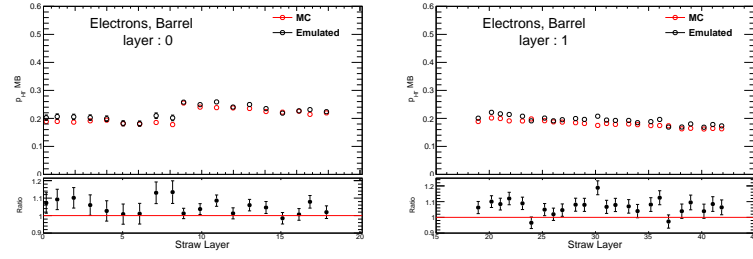 Electrons, Barrel
layer : 0
MC
Emulated
p_HT MB
0.6
0.5
0.4
0.3
0.2
0.1
0
Ratio
1.2
1.1
1
0.9
0 5 10 15 20
Straw Layer
Electrons, Barrel
layer : 1
MC
Emulated
p_HT MB
0.6
0.5
0.4
0.3
0.2
0.1
0
Ratio
1.2
1.1
1
0.9
15 20 25 30 35 40
Straw Layer